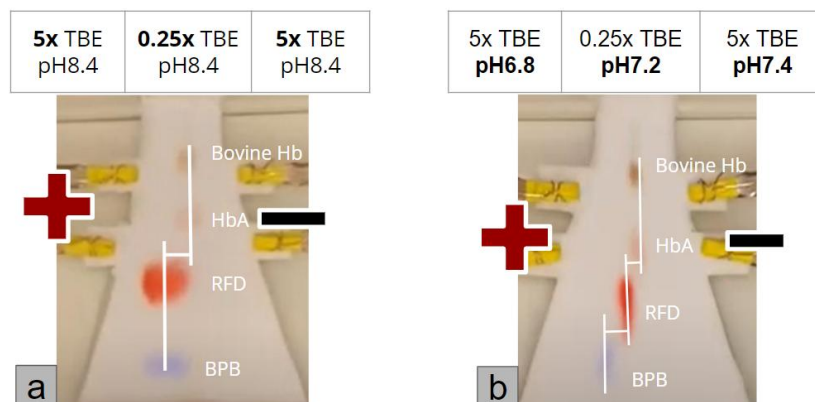 5x TBE
pH8.4
0.25x TBE
pH8.4
5x TBE
pH8.4
Bovine Hb
HbA
RFD
BPB
a
5x TBE
pH6.8
0.25x TBE
pH7.2
5x TBE
pH7.4
Bovine Hb
HbA
RFD
BPB
b